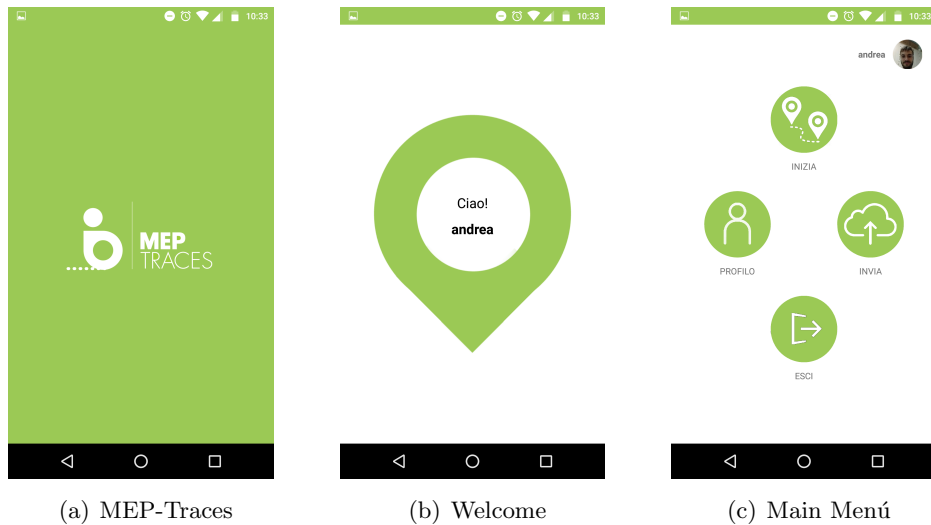 10:33
MEP
TRACES
(a) MEP-Traces
10:33
Ciao!
andrea
(b) Welcome
10:33
andrea
INIZIA
PROFILO
INVIA
ESCI
(c) Main Menú